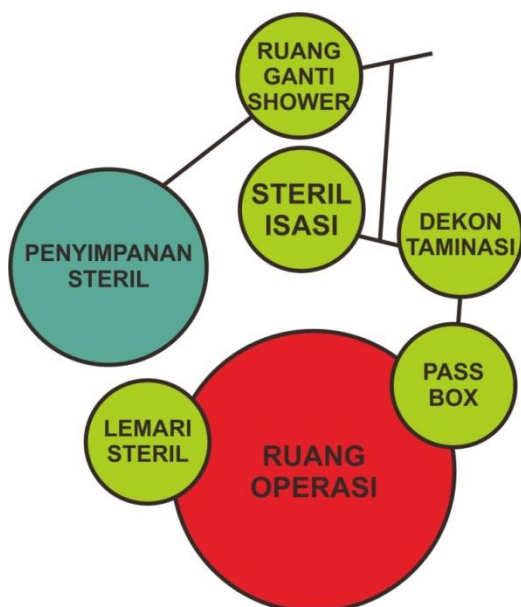 RUANG
GANTI
SHOWER
STERIL
ISASI
DEKON
TAMINASI
PENYIMPANAN
STERIL
PASS
BOX
LEMARI
STERIL
RUANG
OPERASI